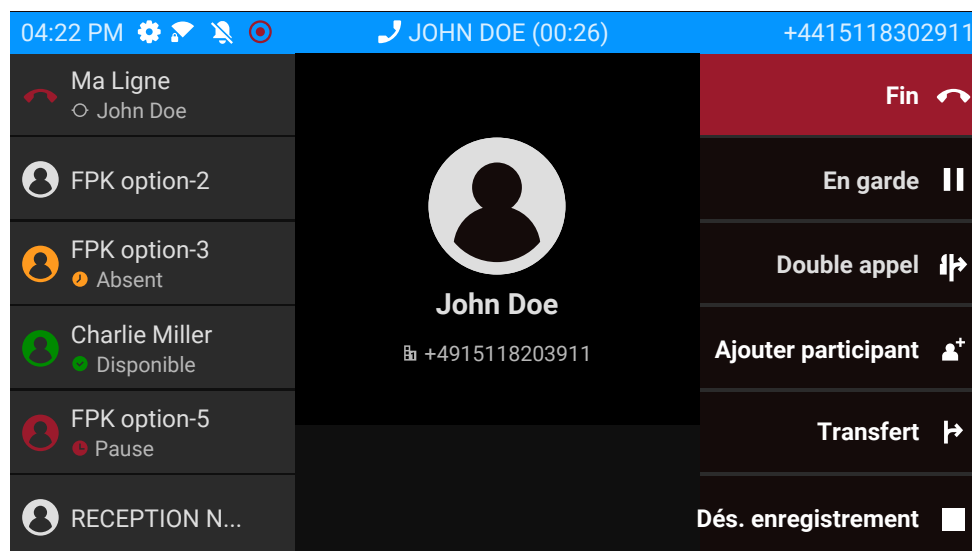 04:22 PM
JOHN DOE (00:26)
+4415118302911
Ma Ligne
John Doe
FPK option-2
FPK option-3
Absent
Charlie Miller
Disponible
FPK option-5
Pause
RECEPTION N...
John Doe
+4915118203911
Fin
En garde
Double appel
Ajouter participant
Transfert
Dés. enregistrement